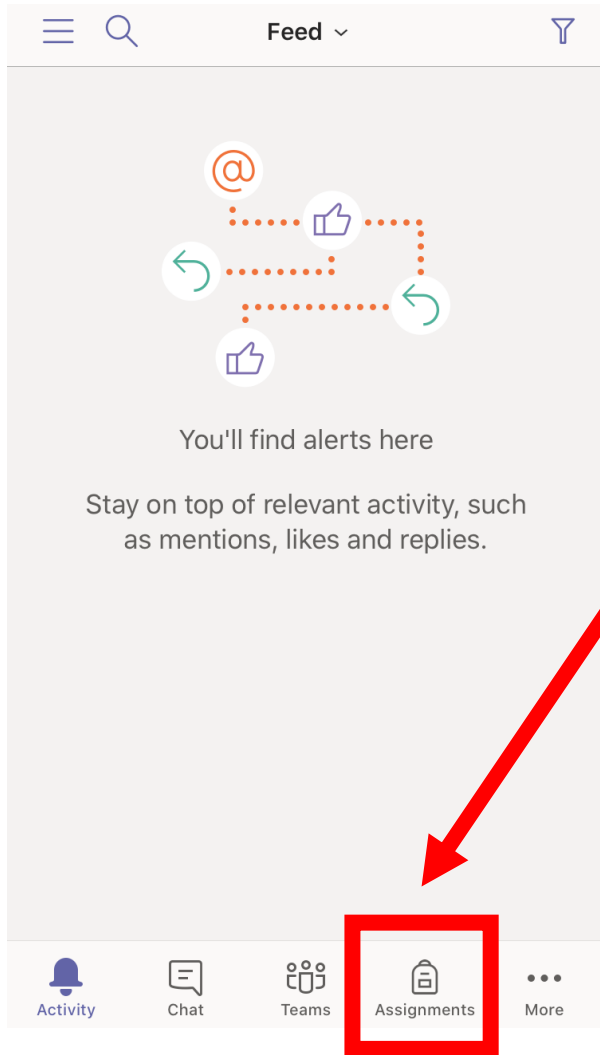 Feed
@
You'll find alerts here
Stay on top of relevant activity, such
as mentions, likes and replies.
Activity
Chat
Teams
Assignments
More